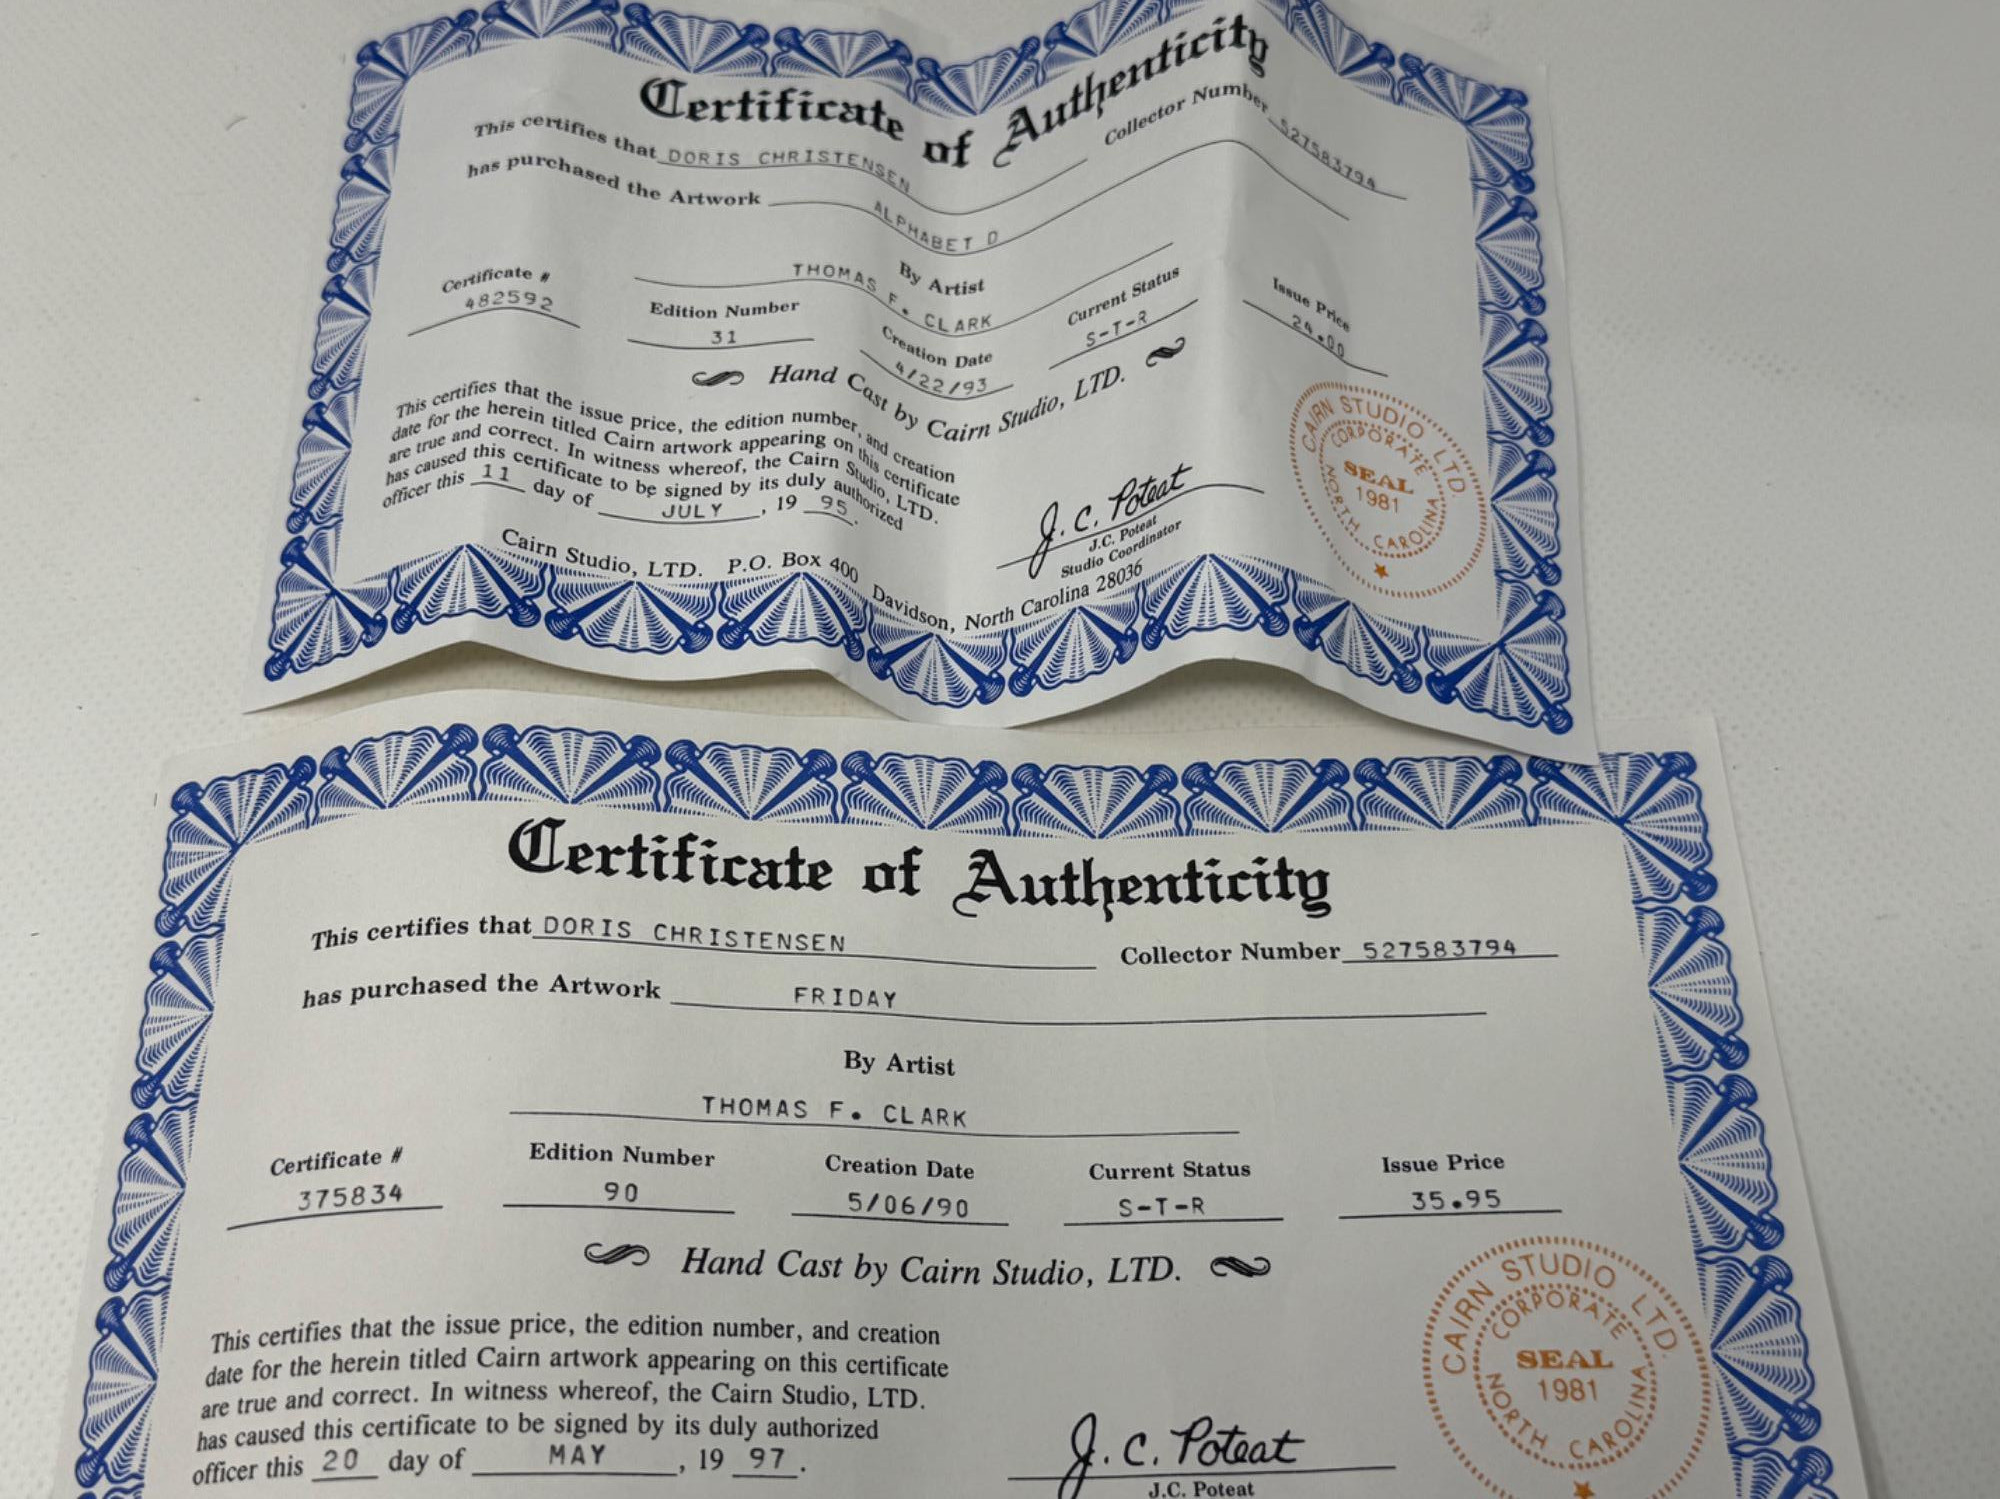 Certificate of Authenticity
This certifies that DORIS CHRISTENSEN Collector Number 527583794
has purchased the Artwork ALPHABET D
By Artist
THOMAS F. CLARK
Certificate # Edition Number Creation Date Current Status Issue Price
482592 31 4/22/93 S-T-R 24.00
Hand Cast by Cairn Studio, LTD.
This certifies that the issue price, the edition number, and creation
date for the herein titled Cairn artwork appearing on this certificate
are true and correct. In witness whereof, the Cairn Studio, LTD.
has caused this certificate to be signed by its duly authorized
officer this 11 day of JULY, 19 95.
J. C. Poteat
J.C. Poteat
Studio Coordinator
CAIRN STUDIO LTD.
CORPORATE
SEAL
1981
NORTH CAROLINA
Cairn Studio, LTD. P.O. Box 400 Davidson, North Carolina 28036
Certificate of Authenticity
This certifies that DORIS CHRISTENSEN Collector Number 527583794
has purchased the Artwork FRIDAY
By Artist
THOMAS F. CLARK
Certificate # Edition Number Creation Date Current Status Issue Price
375834 90 5/06/90 S-T-R 35.95
Hand Cast by Cairn Studio, LTD.
This certifies that the issue price, the edition number, and creation
date for the herein titled Cairn artwork appearing on this certificate
are true and correct. In witness whereof, the Cairn Studio, LTD.
has caused this certificate to be signed by its duly authorized
officer this 20 day of MAY, 19 97.
J. C. Poteat
J.C. Poteat
CAIRN STUDIO LTD.
CORPORATE
SEAL
1981
NORTH CAROLINA